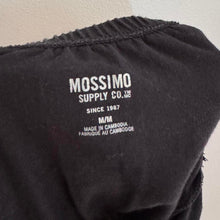 MOSSIMO
SUPPLY CO.
SINCE 1987
M/M
MADE IN CAMBODIA
FABRIQUÉ AU CAMBODGE